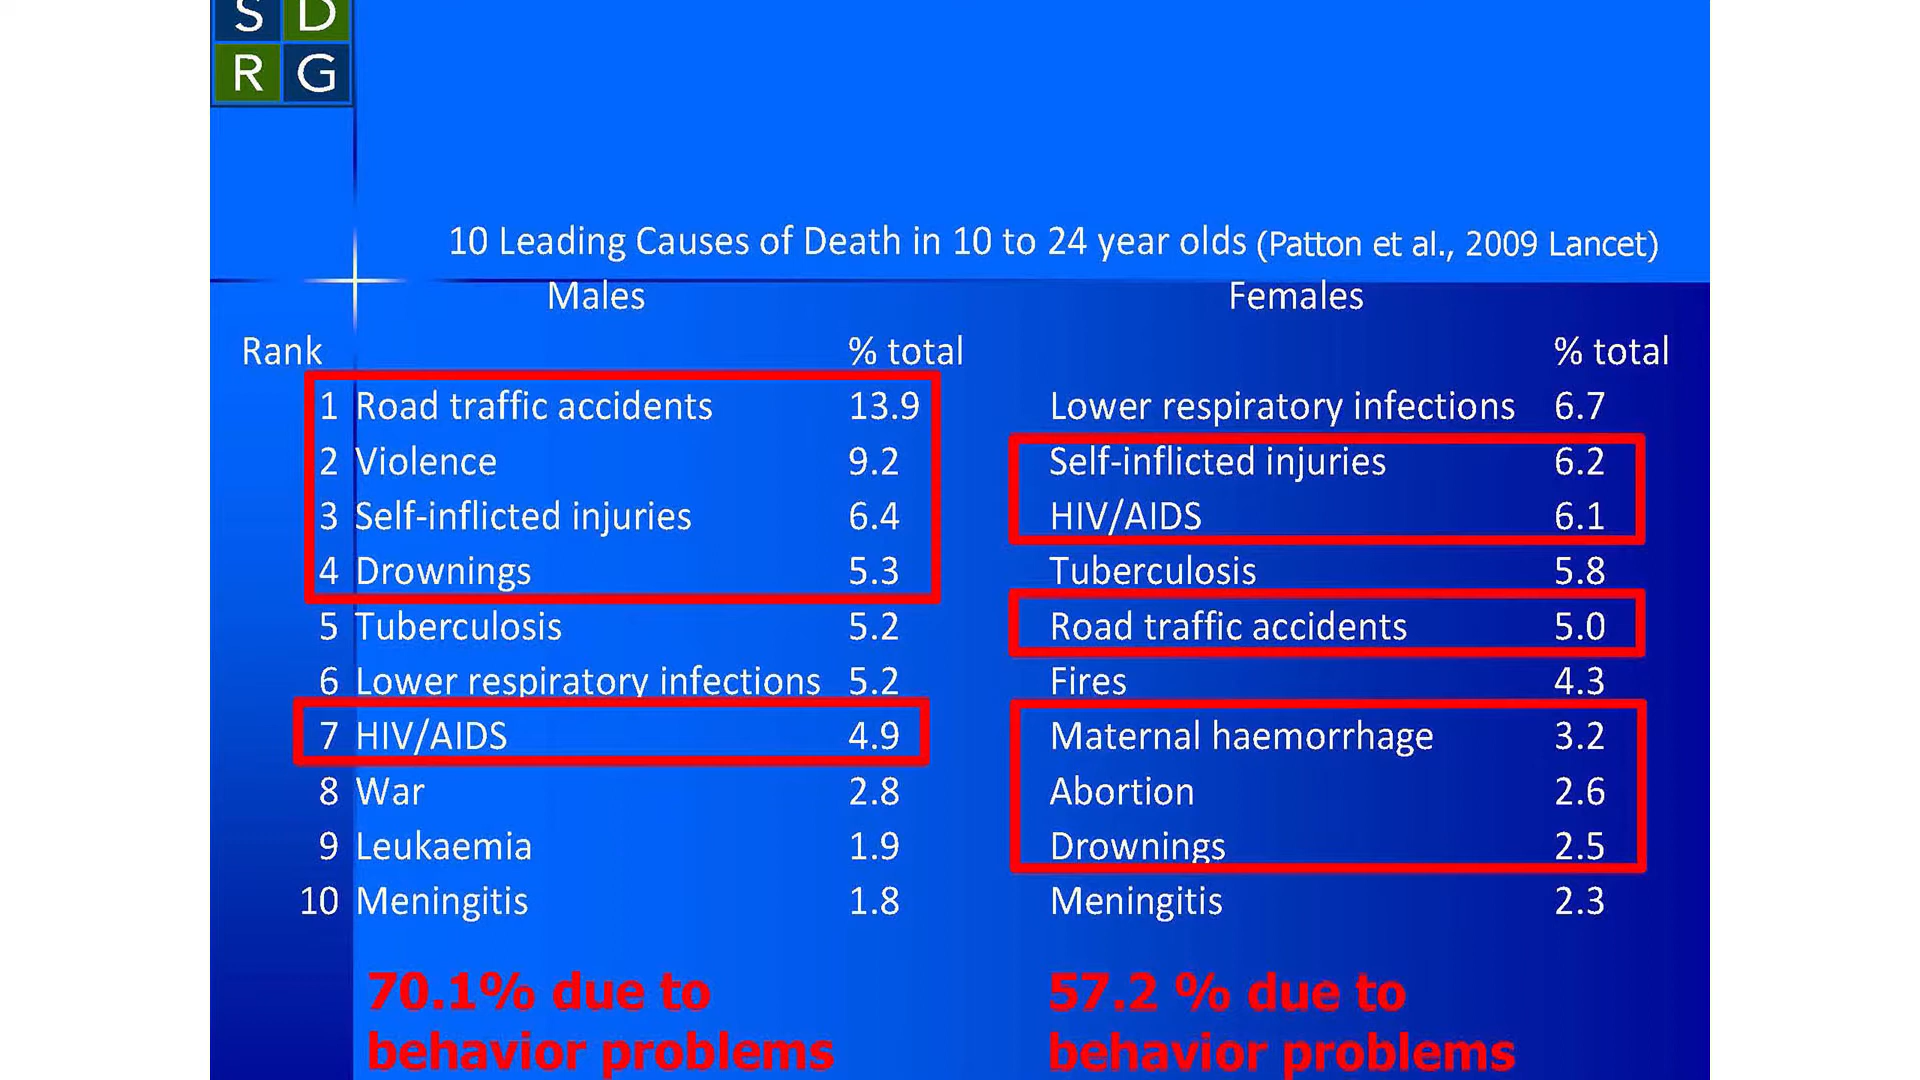 S D
R G
10 Leading Causes of Death in 10 to 24 year olds (Patton et al., 2009 Lancet)
Males Females
Rank % total % total
1 Road traffic accidents 13.9 Lower respiratory infections 6.7
2 Violence 9.2 Self-inflicted injuries 6.2
3 Self-inflicted injuries 6.4 HIV/AIDS 6.1
4 Drownings 5.3 Tuberculosis 5.8
5 Tuberculosis 5.2 Road traffic accidents 5.0
6 Lower respiratory infections 5.2 Fires 4.3
7 HIV/AIDS 4.9 Maternal haemorrhage 3.2
8 War 2.8 Abortion 2.6
9 Leukaemia 1.9 Drownings 2.5
10 Meningitis 1.8 Meningitis 2.3
70.1% due to 57.2 % due to
behavior problems behavior problems